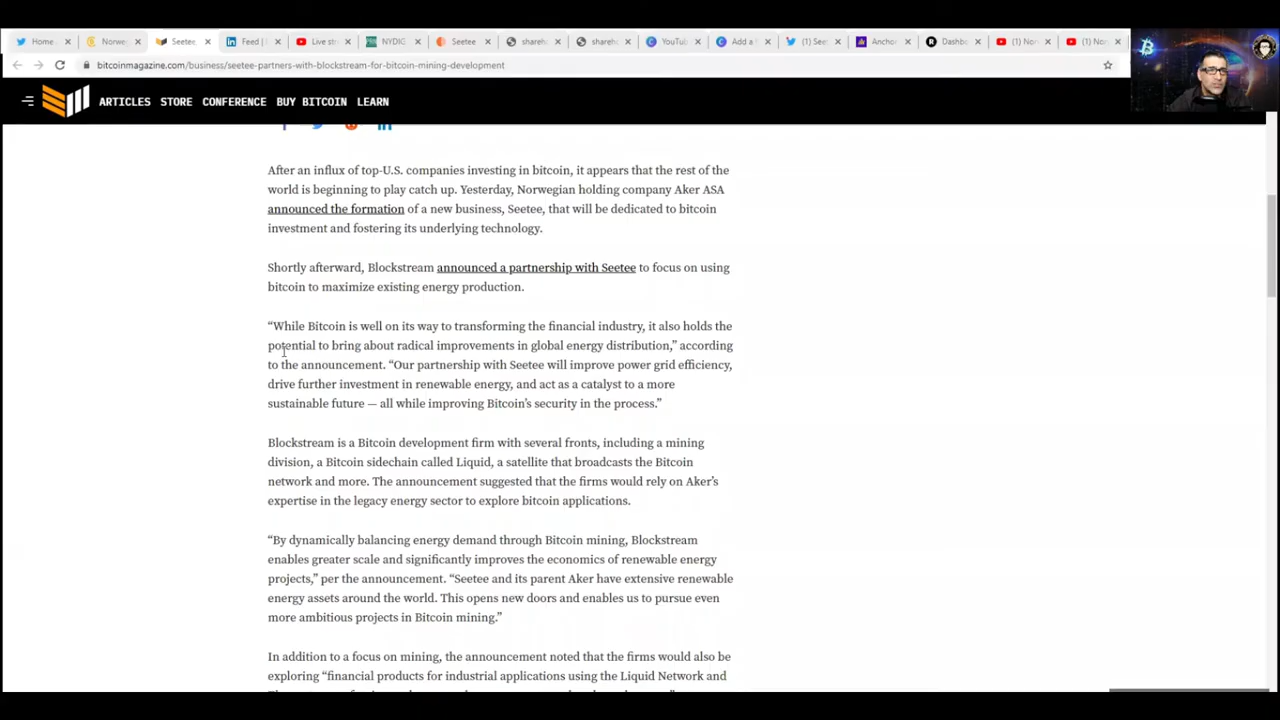 Home
Norwe
Seetee
Feed |
Live str
NYDIG
Seetee
shareh
shareh
YouTu
Add a
(1) See
Anchor
Dashb
(1) No
(1) No
bitcoinmagazine.com/business/seetee-partners-with-blockstream-for-bitcoin-mining-development
ARTICLES STORE CONFERENCE BUY BITCOIN LEARN
After an influx of top-U.S. companies investing in bitcoin, it appears that the rest of the
world is beginning to play catch up. Yesterday, Norwegian holding company Aker ASA
announced the formation of a new business, Seetee, that will be dedicated to bitcoin
investment and fostering its underlying technology.
Shortly afterward, Blockstream announced a partnership with Seetee to focus on using
bitcoin to maximize existing energy production.
“While Bitcoin is well on its way to transforming the financial industry, it also holds the
potential to bring about radical improvements in global energy distribution,” according
to the announcement. “Our partnership with Seetee will improve power grid efficiency,
drive further investment in renewable energy, and act as a catalyst to a more
sustainable future — all while improving Bitcoin’s security in the process.”
Blockstream is a Bitcoin development firm with several fronts, including a mining
division, a Bitcoin sidechain called Liquid, a satellite that broadcasts the Bitcoin
network and more. The announcement suggested that the firms would rely on Aker’s
expertise in the legacy energy sector to explore bitcoin applications.
“By dynamically balancing energy demand through Bitcoin mining, Blockstream
enables greater scale and significantly improves the economics of renewable energy
projects,” per the announcement. “Seetee and its parent Aker have extensive renewable
energy assets around the world. This opens new doors and enables us to pursue even
more ambitious projects in Bitcoin mining.”
In addition to a focus on mining, the announcement noted that the firms would also be
exploring “financial products for industrial applications using the Liquid Network and